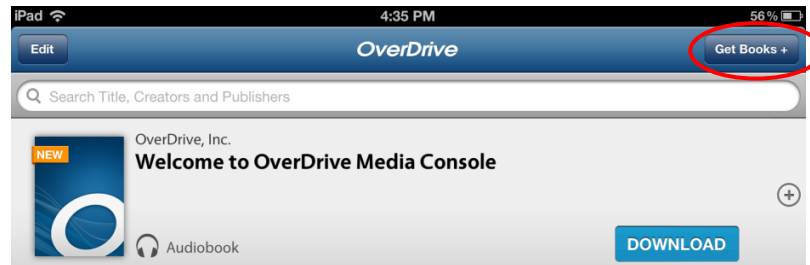 iPad 4:35 PM 56%
Edit OverDrive Get Books +
Search Title, Creators and Publishers
NEW
OverDrive, Inc.
Welcome to OverDrive Media Console
Audiobook DOWNLOAD